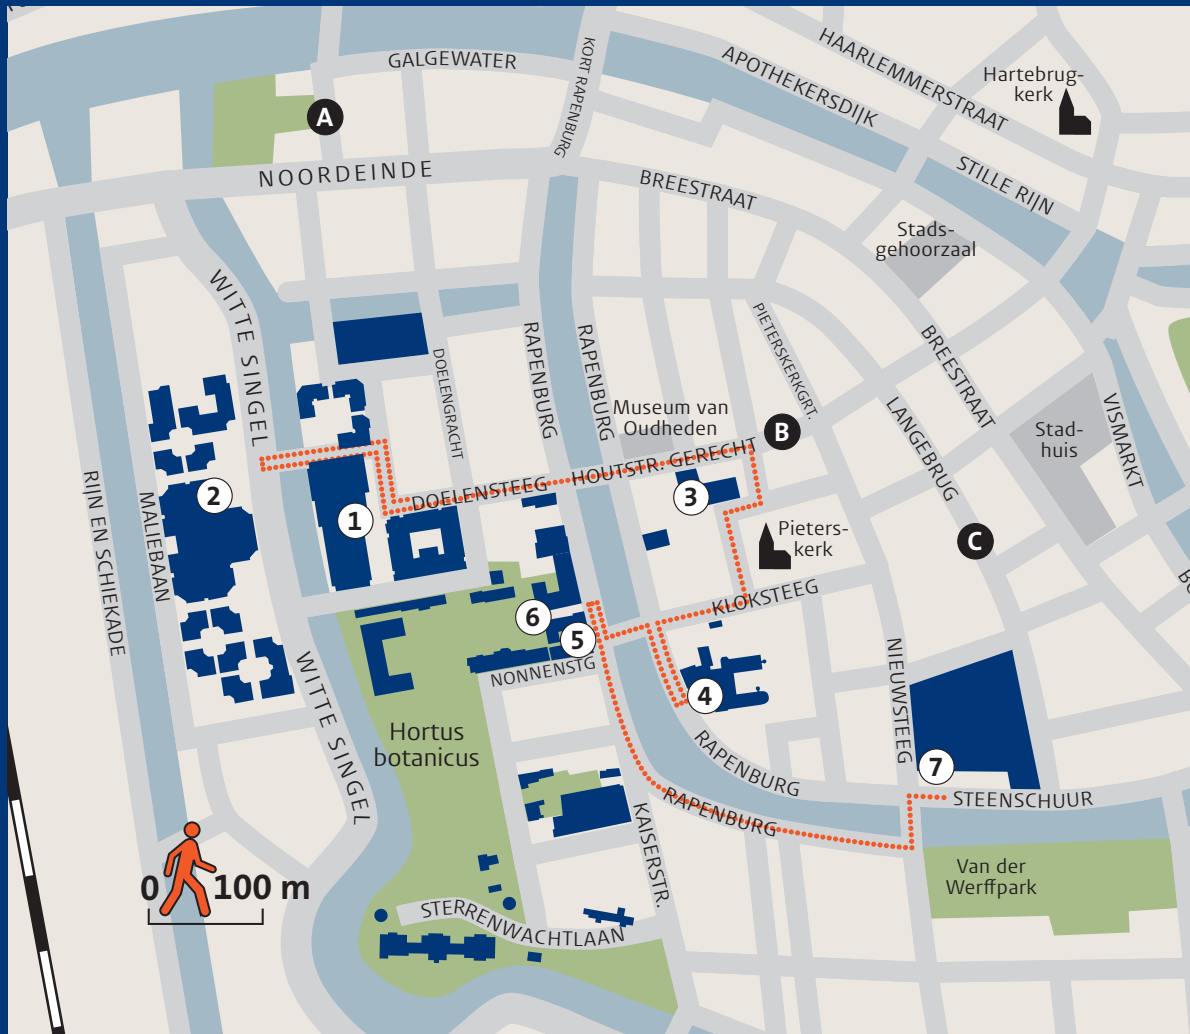 GALGEWATER
KORT RAPENBURG
APOTHEKERSDIJK
HAARLEMMERSTRAAT
Hartebrug-
kerk
A
NOORDEINDE
BREESTRAAT
STILLE RIJN
Stads-
gehoorzaal
WITTE SINGEL
DOELENGRACHT
RAPENBURG
RAPENBURG
PIETERSKERKGRT.
BREESTRAAT
Museum van
Oudheden
B
LANGEBRUG
Stad-
huis
VISMARKT
RIJN EN SCHIEKADE
MALIEBAAN
2
1
DOELENSTEEG
HOUTSTR.
GERECHT
3
Pieters-
kerk
C
KLOKSTEEG
6
5
NONNENSTG
4
NIEUWSTEEG
WITTE SINGEL
Hortus
botanicus
RAPENBURG
RAPENBURG
7
STEENSCHUUR
KAISERSTR.
Van der
Werffpark
0 100 m
STERRENWACHTLAAN